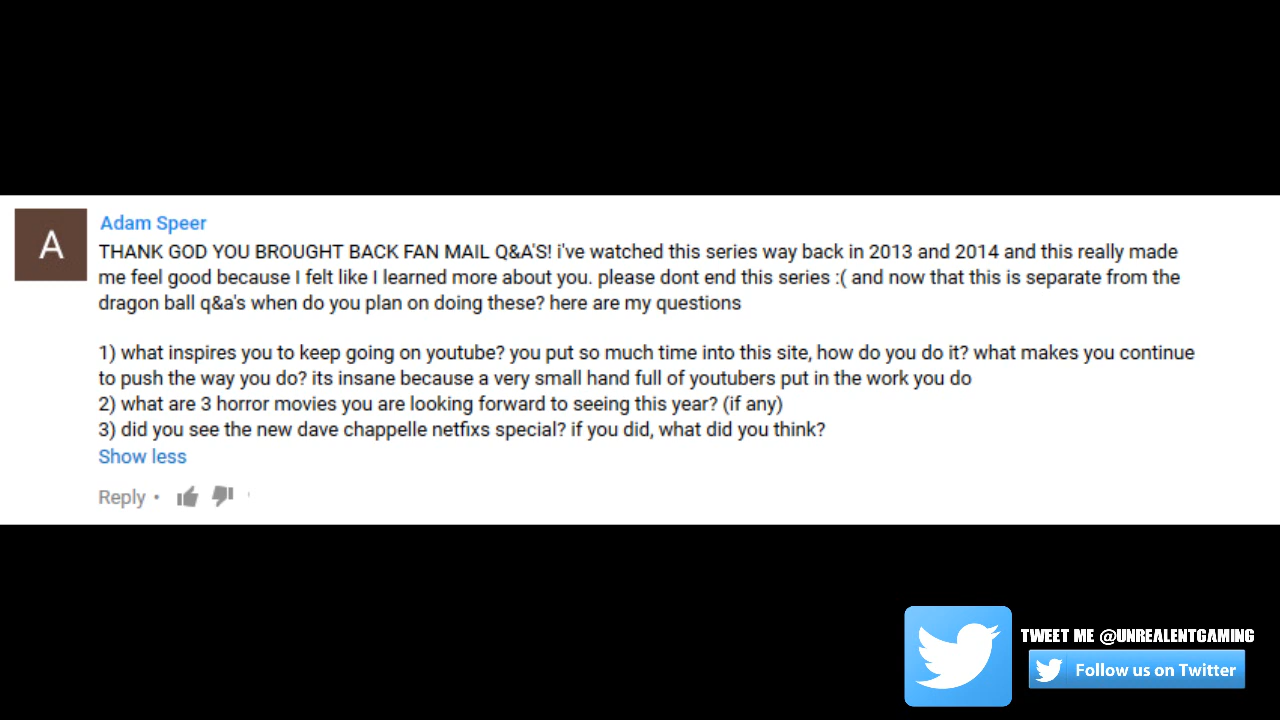 A
Adam Speer
THANK GOD YOU BROUGHT BACK FAN MAIL Q&A'S! i've watched this series way back in 2013 and 2014 and this really made
me feel good because I felt like I learned more about you. please dont end this series :( and now that this is separate from the
dragon ball q&a's when do you plan on doing these? here are my questions
1) what inspires you to keep going on youtube? you put so much time into this site, how do you do it? what makes you continue
to push the way you do? its insane because a very small hand full of youtubers put in the work you do
2) what are 3 horror movies you are looking forward to seeing this year? (if any)
3) did you see the new dave chappelle netfixs special? if you did, what did you think?
Show less
Reply •
TWEET ME @UNREALENTGAMING
Follow us on Twitter